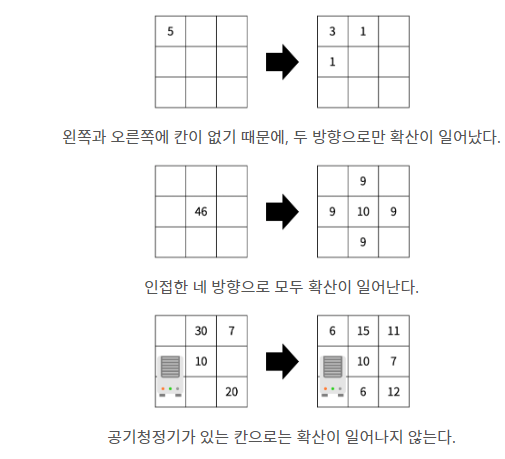 5
3 1
1
왼쪽과 오른쪽에 칸이 없기 때문에, 두 방향으로만 확산이 일어났다.
9
46 9 10 9
9
인접한 네 방향으로 모두 확산이 일어난다.
30 7 6 15 11
10 10 7
20 6 12
공기청정기가 있는 칸으로는 확산이 일어나지 않는다.